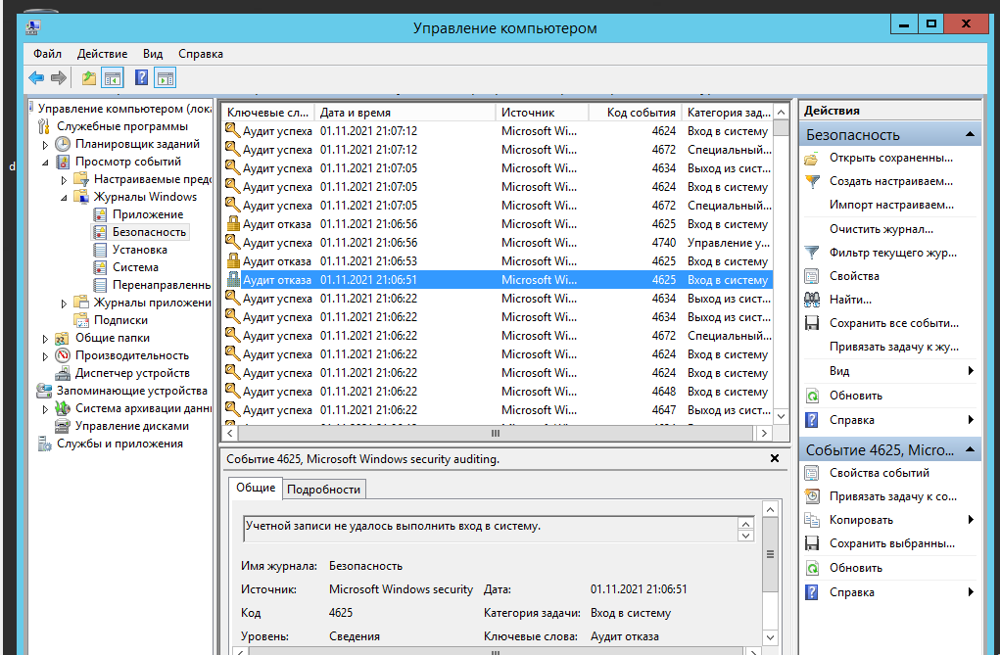 Управление компьютером
Файл Действие Вид Справка
d
Управление компьютером (лока
Служебные программы
Планировщик заданий
Просмотр событий
Настраиваемые предс
Журналы Windows
Приложение
Безопасность
Установка
Система
Перенаправленнь
Журналы приложени
Подписки
Общие папки
Производительность
Диспетчер устройств
Запоминающие устройства
Система архивации данн
Управление дисками
Службы и приложения
Ключевые сл... Дата и время Источник Код события Категория зад...
Аудит успеха 01.11.2021 21:07:12 Microsoft Wi... 4624 Вход в систему
Аудит успеха 01.11.2021 21:07:12 Microsoft Wi... 4672 Специальный...
Аудит успеха 01.11.2021 21:07:05 Microsoft Wi... 4634 Выход из сист...
Аудит успеха 01.11.2021 21:07:05 Microsoft Wi... 4624 Вход в систему
Аудит успеха 01.11.2021 21:07:05 Microsoft Wi... 4672 Специальный...
Аудит отказа 01.11.2021 21:06:56 Microsoft Wi... 4625 Вход в систему
Аудит успеха 01.11.2021 21:06:56 Microsoft Wi... 4740 Управление у...
Аудит отказа 01.11.2021 21:06:53 Microsoft Wi... 4625 Вход в систему
Аудит отказа 01.11.2021 21:06:51 Microsoft Wi... 4625 Вход в систему
Аудит успеха 01.11.2021 21:06:22 Microsoft Wi... 4634 Выход из сист...
Аудит успеха 01.11.2021 21:06:22 Microsoft Wi... 4634 Выход из сист...
Аудит успеха 01.11.2021 21:06:22 Microsoft Wi... 4672 Специальный...
Аудит успеха 01.11.2021 21:06:22 Microsoft Wi... 4624 Вход в систему
Аудит успеха 01.11.2021 21:06:22 Microsoft Wi... 4624 Вход в систему
Аудит успеха 01.11.2021 21:06:22 Microsoft Wi... 4648 Вход в систему
Аудит успеха 01.11.2021 21:06:22 Microsoft Wi... 4647 Выход из сист...
Событие 4625, Microsoft Windows security auditing.
Общие Подробности
Учетной записи не удалось выполнить вход в систему.
Имя журнала: Безопасность
Источник: Microsoft Windows security Дата: 01.11.2021 21:06:51
Код 4625 Категория задачи: Вход в систему
Уровень: Сведения Ключевые слова: Аудит отказа
Действия
Безопасность
Открыть сохраненны...
Создать настраиваем...
Импорт настраиваем...
Очистить журнал...
Фильтр текущего жур...
Свойства
Найти...
Сохранить все событи...
Привязать задачу к жу...
Вид
Обновить
Справка
Событие 4625, Micro...
Свойства событий
Привязать задачу к со...
Копировать
Сохранить выбранны...
Обновить
Справка